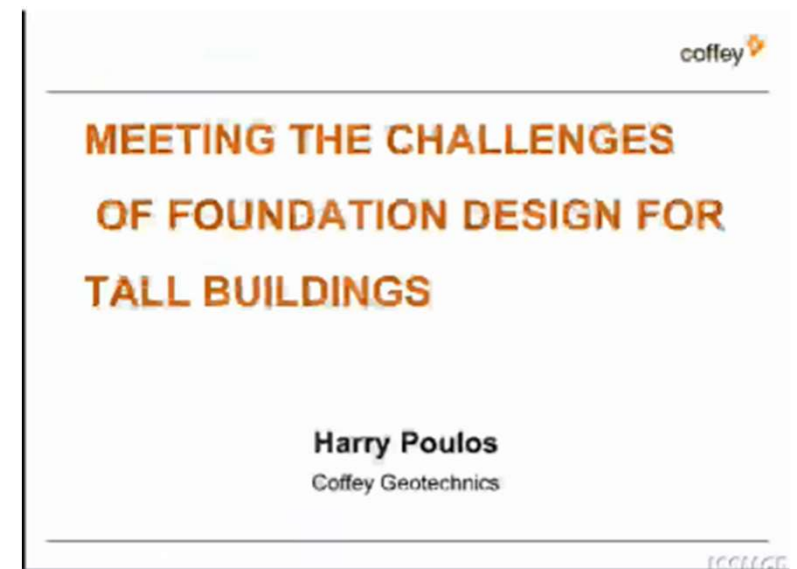 coffey
MEETING THE CHALLENGES
OF FOUNDATION DESIGN FOR
TALL BUILDINGS
Harry Poulos
Coffey Geotechnics